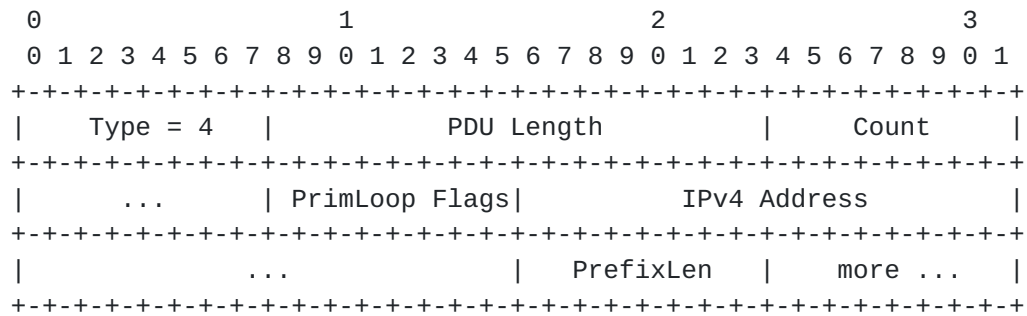 0                   1                   2                   3
 0 1 2 3 4 5 6 7 8 9 0 1 2 3 4 5 6 7 8 9 0 1 2 3 4 5 6 7 8 9 0 1
+-+-+-+-+-+-+-+-+-+-+-+-+-+-+-+-+-+-+-+-+-+-+-+-+-+-+-+-+-+-+-+-+
|    Type = 4   |           PDU Length          |     Count     |
+-+-+-+-+-+-+-+-+-+-+-+-+-+-+-+-+-+-+-+-+-+-+-+-+-+-+-+-+-+-+-+-+
|      ...      | PrimLoop Flags|          IPv4 Address         |
+-+-+-+-+-+-+-+-+-+-+-+-+-+-+-+-+-+-+-+-+-+-+-+-+-+-+-+-+-+-+-+-+
|              ...              |   PrefixLen   |    more ...   |
+-+-+-+-+-+-+-+-+-+-+-+-+-+-+-+-+-+-+-+-+-+-+-+-+-+-+-+-+-+-+-+-+